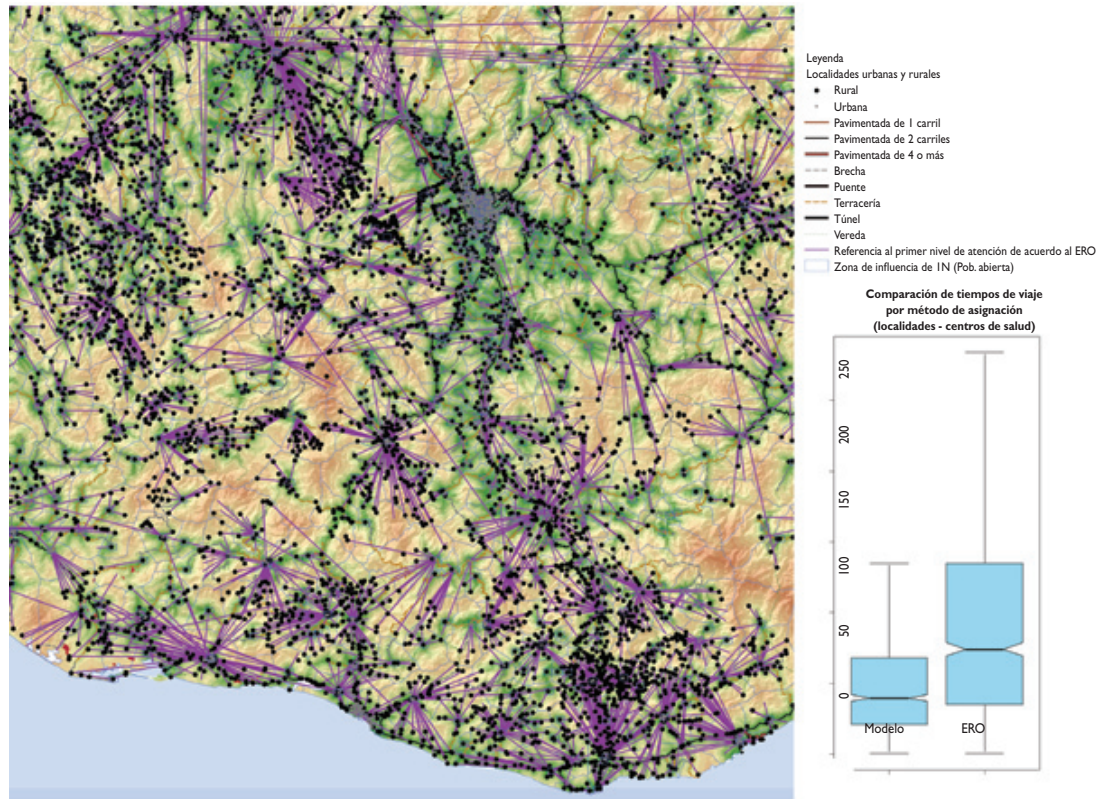 Leyenda
Localidades urbanas y rurales
Rural
Urbana
Pavimentada de 1 carril
Pavimentada de 2 carriles
Pavimentada de 4 o más
Brecha
Puente
Terracería
Túnel
Vereda
Referencia al primer nivel de atención de acuerdo al ERO
Zona de influencia de 1N (Pob. abierta)
Comparación de tiempos de viaje
por método de asignación
(localidades - centros de salud)
250
200
150
100
50
0
Modelo
ERO